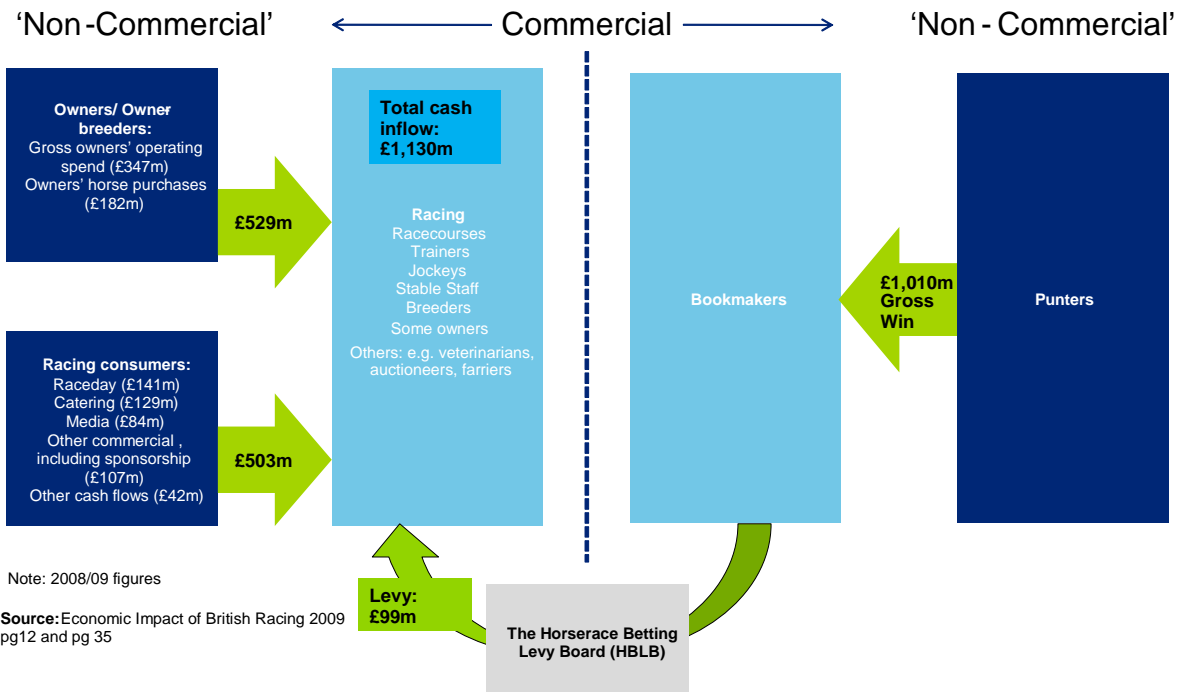 ‘Non-Commercial’
Commercial
‘Non - Commercial’
Owners/ Owner
breeders:
Gross owners’ operating
spend (£347m)
Owners’ horse purchases
(£182m)
£529m
Racing consumers:
Raceday (£141m)
Catering (£129m)
Media (£84m)
Other commercial ,
including sponsorship
(£107m)
Other cash flows (£42m)
£503m
Total cash
inflow:
£1,130m
Racing
Racecourses
Trainers
Jockeys
Stable Staff
Breeders
Some owners
Others: e.g. veterinarians,
auctioneers, farriers
Bookmakers
£1,010m
Gross
Win
Punters
Levy:
£99m
The Horserace Betting
Levy Board (HBLB)
Note: 2008/09 figures
Source: Economic Impact of British Racing 2009
pg12 and pg 35